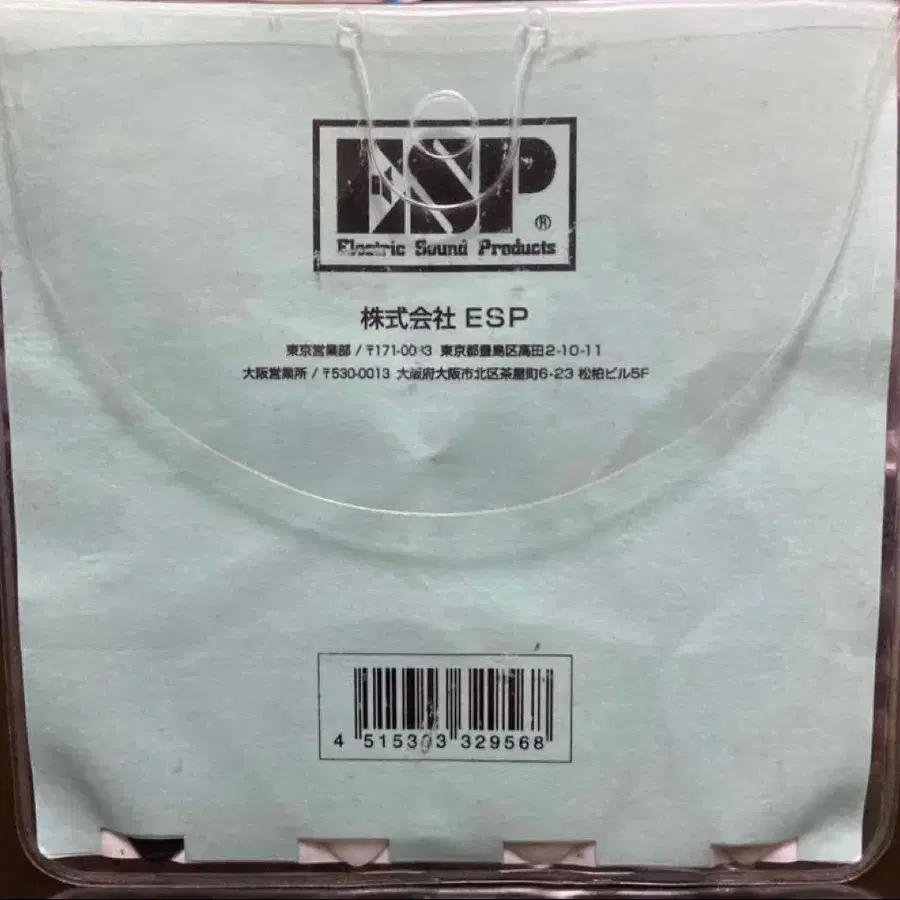 ESP®
Electric Sound Products
株式会社 ESP
東京営業部 / 〒171-0033 東京都豊島区高田2-10-11
大阪営業所 / 〒530-0013 大阪府大阪市北区茶屋町6-23 松柏ビル5F
4 515303 329568